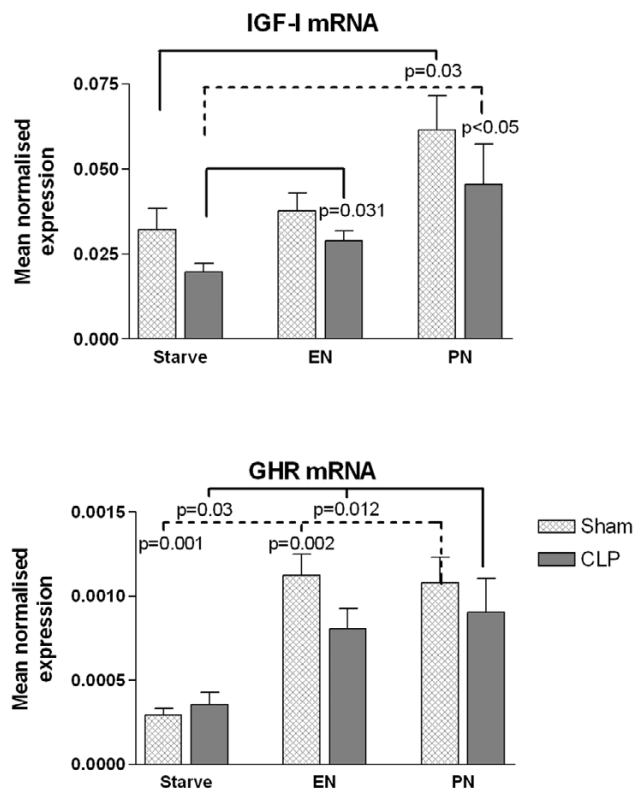 IGF-I mRNA
Mean normalised
expression
0.075
0.050
0.025
0.000
p=0.03
p<0.05
p=0.031
Starve EN PN
GHR mRNA
Mean normalised
expression
0.0015
0.0010
0.0005
0.0000
p=0.03 p=0.012
p=0.001 p=0.002
Starve EN PN
Sham
CLP